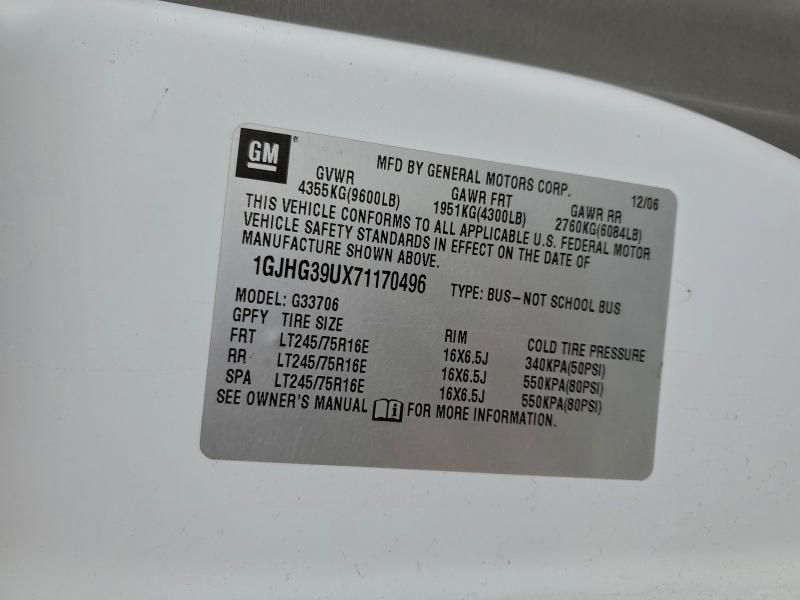 GM
MFD BY GENERAL MOTORS CORP. 12/06
GVWR GAWR FRT GAWR RR
4355KG(9600LB) 1951KG(4300LB) 2760KG(6084LB)
THIS VEHICLE CONFORMS TO ALL APPLICABLE U.S. FEDERAL MOTOR
VEHICLE SAFETY STANDARDS IN EFFECT ON THE DATE OF
MANUFACTURE SHOWN ABOVE.
1GJHG39UX71170496 TYPE: BUS-NOT SCHOOL BUS
MODEL: G33706
GPFY TIRE SIZE RIM COLD TIRE PRESSURE
FRT LT245/75R16E 16X6.5J 340KPA(50PSI)
RR LT245/75R16E 16X6.5J 550KPA(80PSI)
SPA LT245/75R16E 16X6.5J 550KPA(80PSI)
SEE OWNER'S MANUAL FOR MORE INFORMATION.